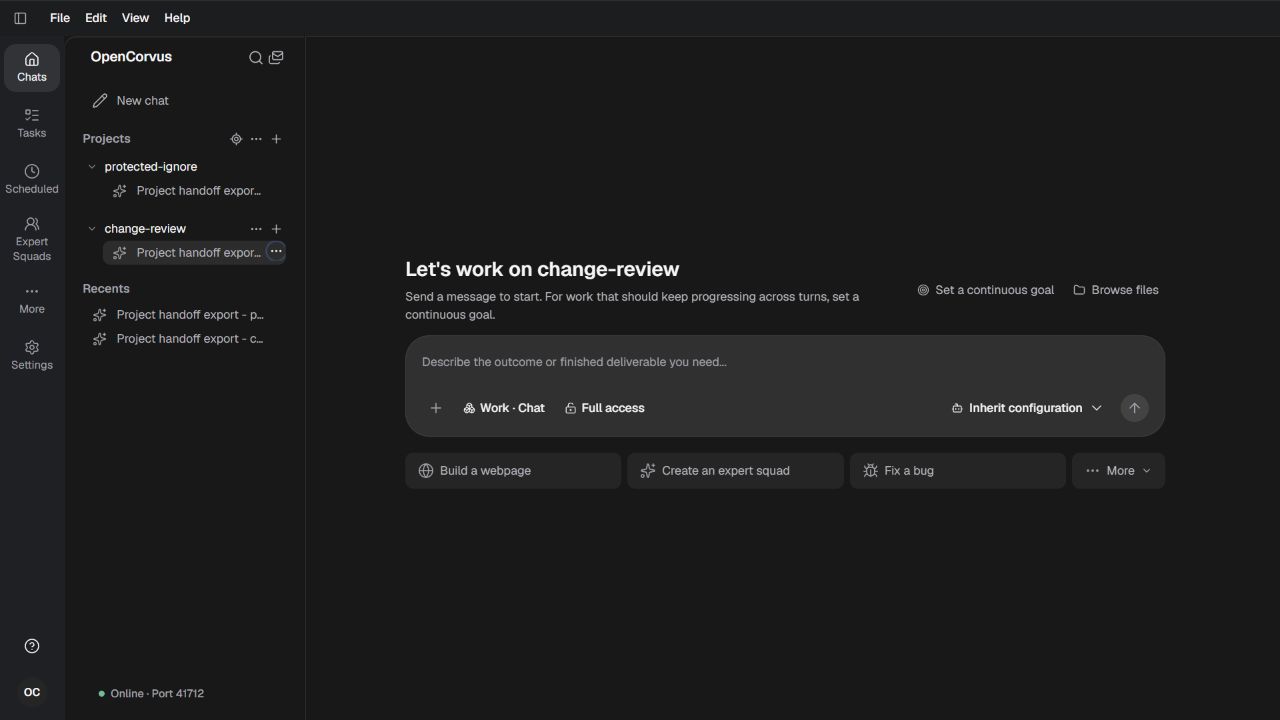 File Edit View Help
Chats
Tasks
Scheduled
Expert
Squads
More
Settings
OC
OpenCorvus
New chat
Projects
protected-ignore
Project handoff expor...
change-review
Project handoff expor...
Recents
Project handoff export - p...
Project handoff export - c...
Online · Port 41712
Let's work on change-review
Send a message to start. For work that should keep progressing across turns, set a
continuous goal.
Set a continuous goal
Browse files
Describe the outcome or finished deliverable you need...
Work · Chat
Full access
Inherit configuration
Build a webpage
Create an expert squad
Fix a bug
More